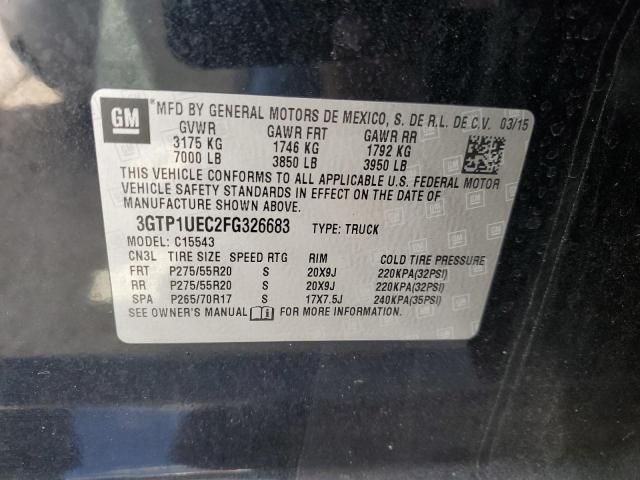 GM
*MFD BY GENERAL MOTORS DE MEXICO, S. DE R.L. DE C.V. 03/15
GVWR GAWR FRT GAWR RR
3175 KG 1746 KG 1792 KG
7000 LB 3850 LB 3950 LB
THIS VEHICLE CONFORMS TO ALL APPLICABLE U.S. FEDERAL MOTOR
VEHICLE SAFETY STANDARDS IN EFFECT ON THE DATE OF
MANUFACTURE SHOWN ABOVE.
3GTP1UEC2FG326683 TYPE: TRUCK
MODEL: C15543
CN3L TIRE SIZE SPEED RTG RIM COLD TIRE PRESSURE
FRT P275/55R20 S 20X9J 220KPA(32PSI)
RR P275/55R20 S 20X9J 220KPA(32PSI)
SPA P265/70R17 S 17X7.5J 240KPA(35PSI)
SEE OWNER'S MANUAL FOR MORE INFORMATION.